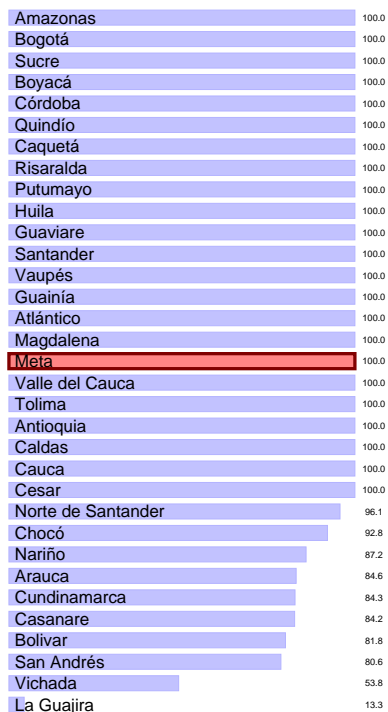 Amazonas 100.0
Bogotá 100.0
Sucre 100.0
Boyacá 100.0
Córdoba 100.0
Quindío 100.0
Caquetá 100.0
Risaralda 100.0
Putumayo 100.0
Huila 100.0
Guaviare 100.0
Santander 100.0
Vaupés 100.0
Guainía 100.0
Atlántico 100.0
Magdalena 100.0
Meta 100.0
Valle del Cauca 100.0
Tolima 100.0
Antioquia 100.0
Caldas 100.0
Cauca 100.0
Cesar 100.0
Norte de Santander 96.1
Chocó 92.8
Nariño 87.2
Arauca 84.6
Cundinamarca 84.3
Casanare 84.2
Bolivar 81.8
San Andrés 80.6
Vichada 53.8
La Guajira 13.3